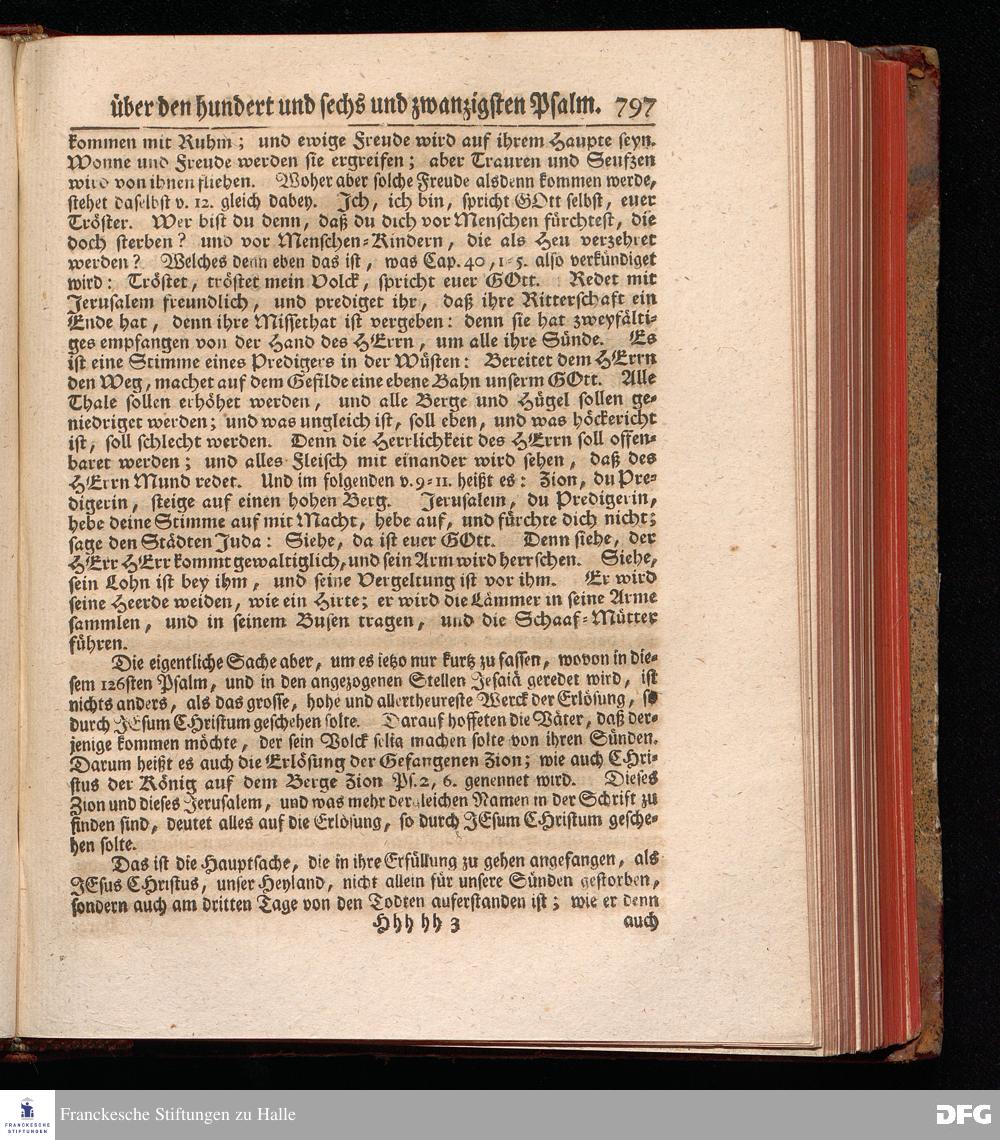 über den hundert und sechs und zwanzigsten Psalm. 797
kommen mit Ruhm; und ewige Freude wird auf ihrem Haupte seyn.
Wonne und Freude werden sie ergreifen; aber Trauren und Seufzen
wird von ihnen fliehen. Woher aber solche Freude alsdenn kommen werde,
stehet daselbst v. 12. gleich dabey. Ich, ich bin, spricht GOtt selbst, euer
Tröster. Wer bist du denn, daß du dich vor Menschen fürchtest, die
doch sterben? und vor Menschen-Kindern, die als Heu verzehret
werden? Welches denn eben das ist, was Cap. 40, 1-5. also verkündiget
wird: Tröstet, tröstet mein Volck, spricht euer GOtt. Redet mit
Jerusalem freundlich, und prediget ihr, daß ihre Ritterschaft ein
Ende hat, denn ihre Missethat ist vergeben: denn sie hat zweyfälti-
ges empfangen von der Hand des HErrn, um alle ihre Sünde. Es
ist eine Stimme eines Predigers in der Wüsten: Bereitet dem HErrn
den Weg, machet auf dem Gefilde eine ebene Bahn unserm GOtt. Alle
Thale sollen erhöhet werden, und alle Berge und Hügel sollen ge-
niedriget werden; und was ungleich ist, soll eben, und was höckericht
ist, soll schlecht werden. Denn die Herrlichkeit des HErrn soll offen-
baret werden; und alles Fleisch mit einander wird sehen, daß des
HErrn Mund redet. Und im folgenden v. 9-11. heißt es: Zion, du Pre-
digerin, steige auf einen hohen Berg. Jerusalem, du Predigerin,
hebe deine Stimme auf mit Macht, hebe auf, und fürchte dich nicht;
sage den Städten Juda: Siehe, da ist euer GOtt. Denn siehe, der
HErr HErr kommt gewaltiglich, und sein Arm wird herrschen. Siehe,
sein Lohn ist bey ihm, und seine Vergeltung ist vor ihm. Er wird
seine Heerde weiden, wie ein Hirte; er wird die Lämmer in seine Arme
sammlen, und in seinem Busen tragen, und die Schaaf-Mütter
führen.
Die eigentliche Sache aber, um es ietzo nur kurtz zu fassen, wovon in die-
sem 126sten Psalm, und in den angezogenen Stellen Jesaiä geredet wird, ist
nichts anders, als das grosse, hohe und allertheureste Werck der Erlösung, so
durch JEsum CHristum geschehen solte. Darauf hoffeten die Väter, daß der-
jenige kommen möchte, der sein Volck selig machen solte von ihren Sünden.
Darum heißt es auch die Erlösung der Gefangenen Zion; wie auch CHri-
stus der König auf dem Berge Zion Ps. 2, 6. genennet wird. Dieses
Zion und dieses Jerusalem, und was mehr dergleichen Namen in der Schrift zu
finden sind, deutet alles auf die Erlösung, so durch JEsum CHristum gesche-
hen solte.
Das ist die Hauptsache, die in ihre Erfüllung zu gehen angefangen, als
JEsus CHristus, unser Heyland, nicht allein für unsere Sünden gestorben,
sondern auch am dritten Tage von den Todten auferstanden ist; wie er denn
Hhh hh 3 auch
FRANCKESCHE STIFTUNGEN
Franckesche Stiftungen zu Halle
DFG